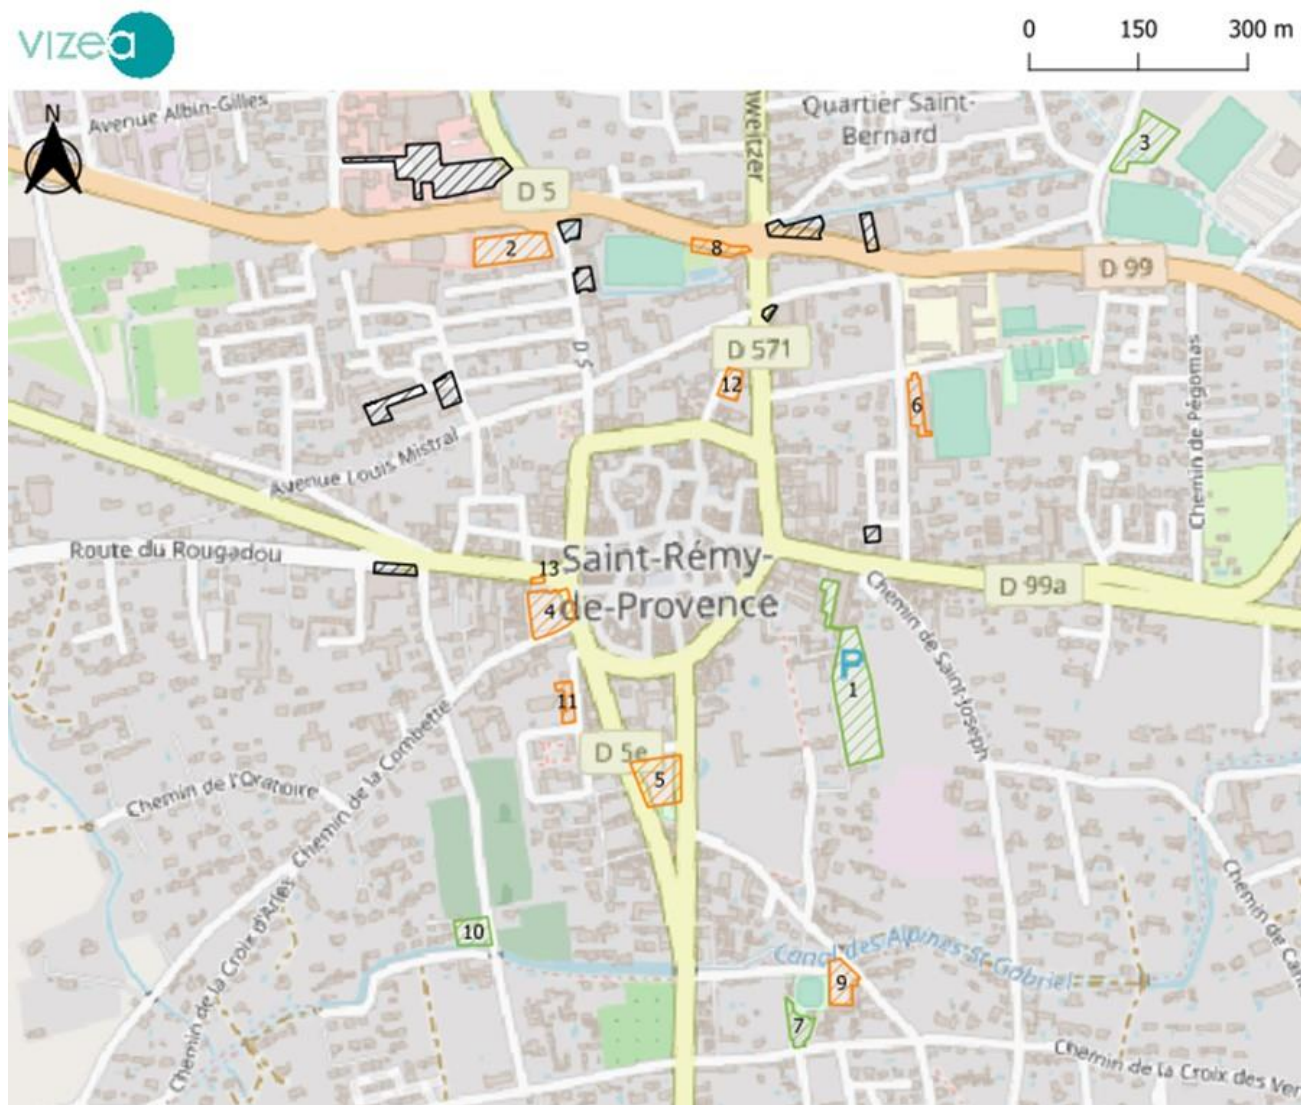 vizea
0 150 300 m
N
Avenue Albin-Gilles
hweitzer
Quartier Saint-
Bernard
3
D 5
2
8
D 99
D 5
D 571
12
6
Chemin de Pégomas
Avenue Louis Mistral
Route du Rougadou
13
Saint-Rémy-
de-Provence
4
D 99a
Chemin de Saint-Joseph
P
1
11
D 5e
5
Chemin de l'Oratoire
Chemin de la Combette
Chemin de la Croix d'Arles
10
Canal des Alpines-St Gabriel
9
7
Chemin de Can
Chemin de la Croix des Ver